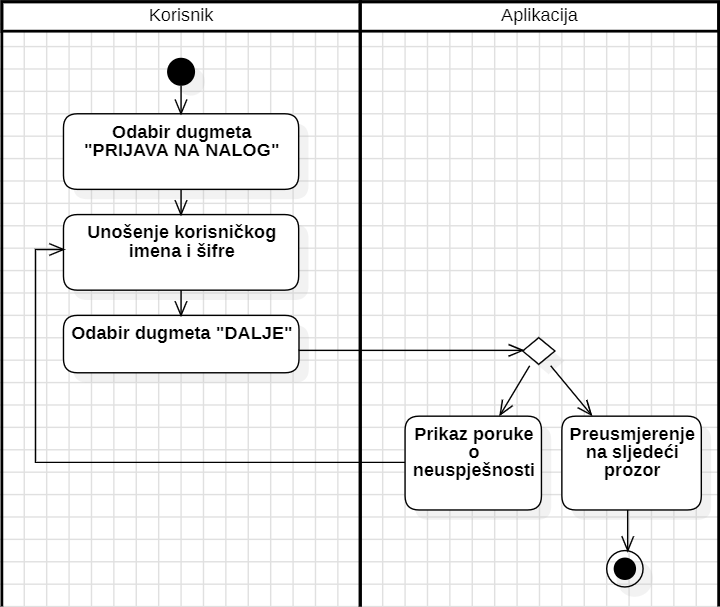 Korisnik
Aplikacija
Odabir dugmeta
"PRIJAVA NA NALOG"
Unošenje korisničkog
imena i šifre
Odabir dugmeta "DALJE"
Prikaz poruke
o
neuspješnosti
Preusmjerenje
na sljedeći
prozor